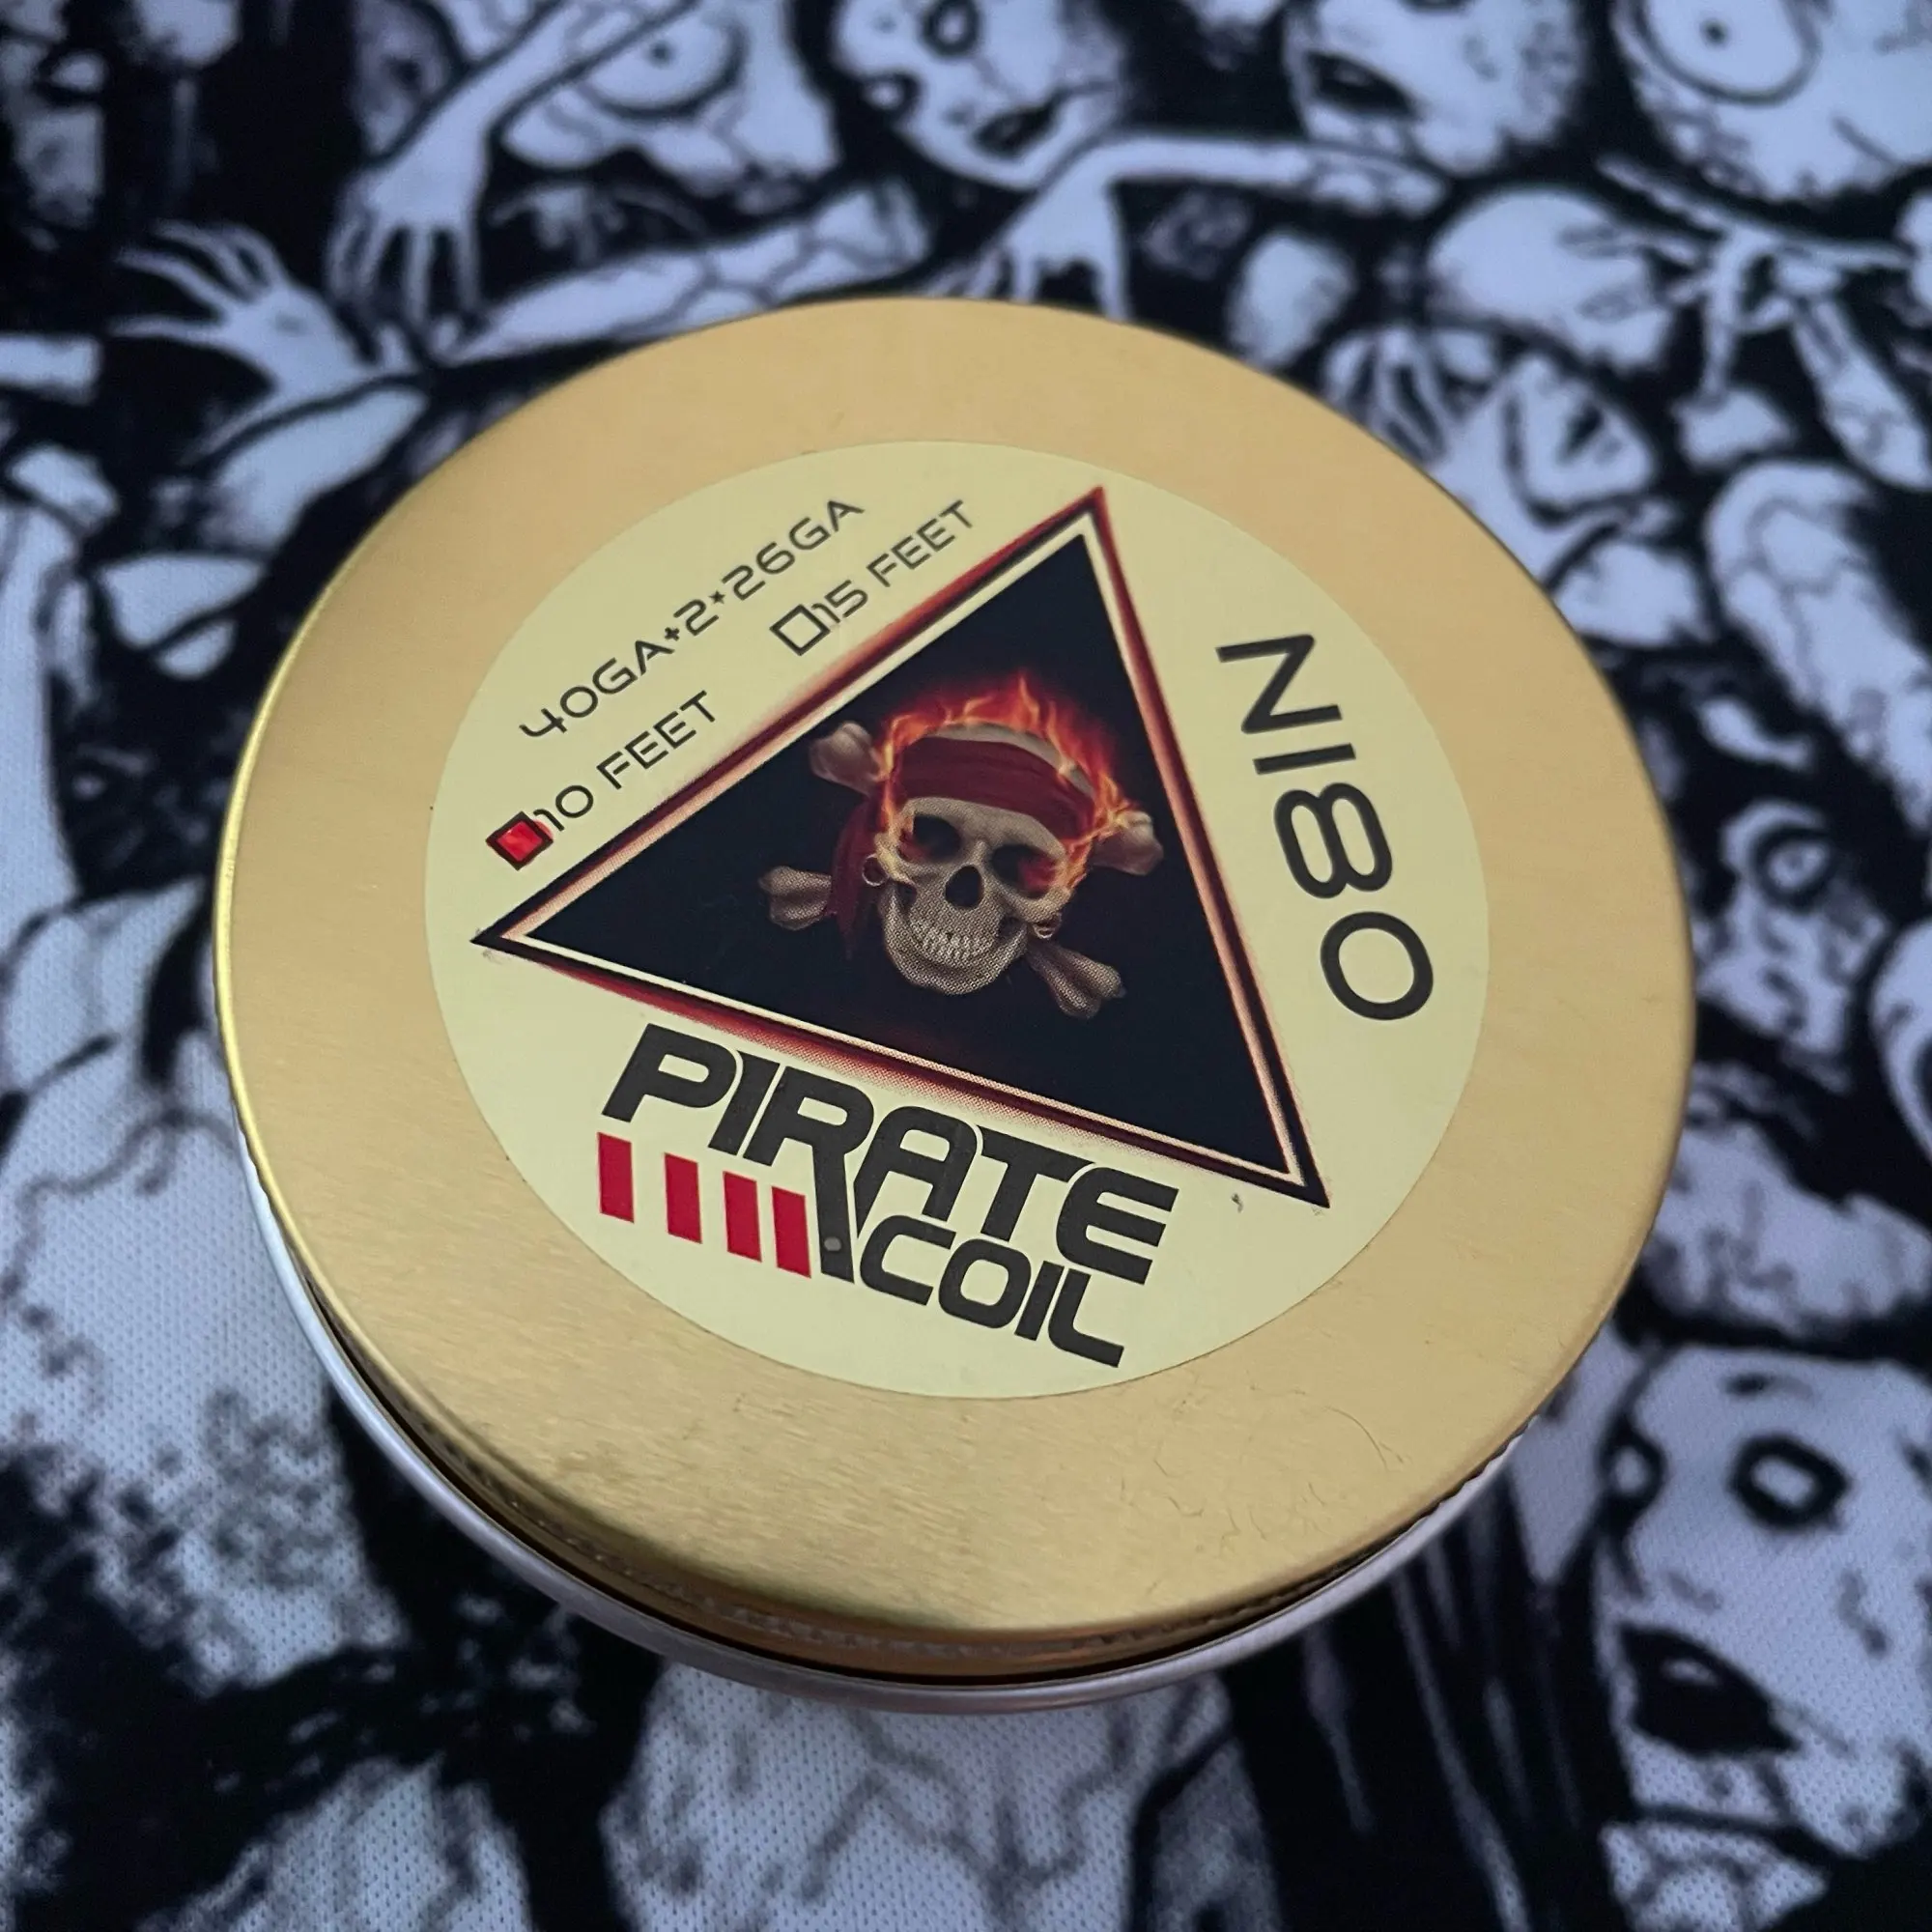 40GA+2*26GA
10 FEET 15 FEET
NI80
PIRATE
COIL